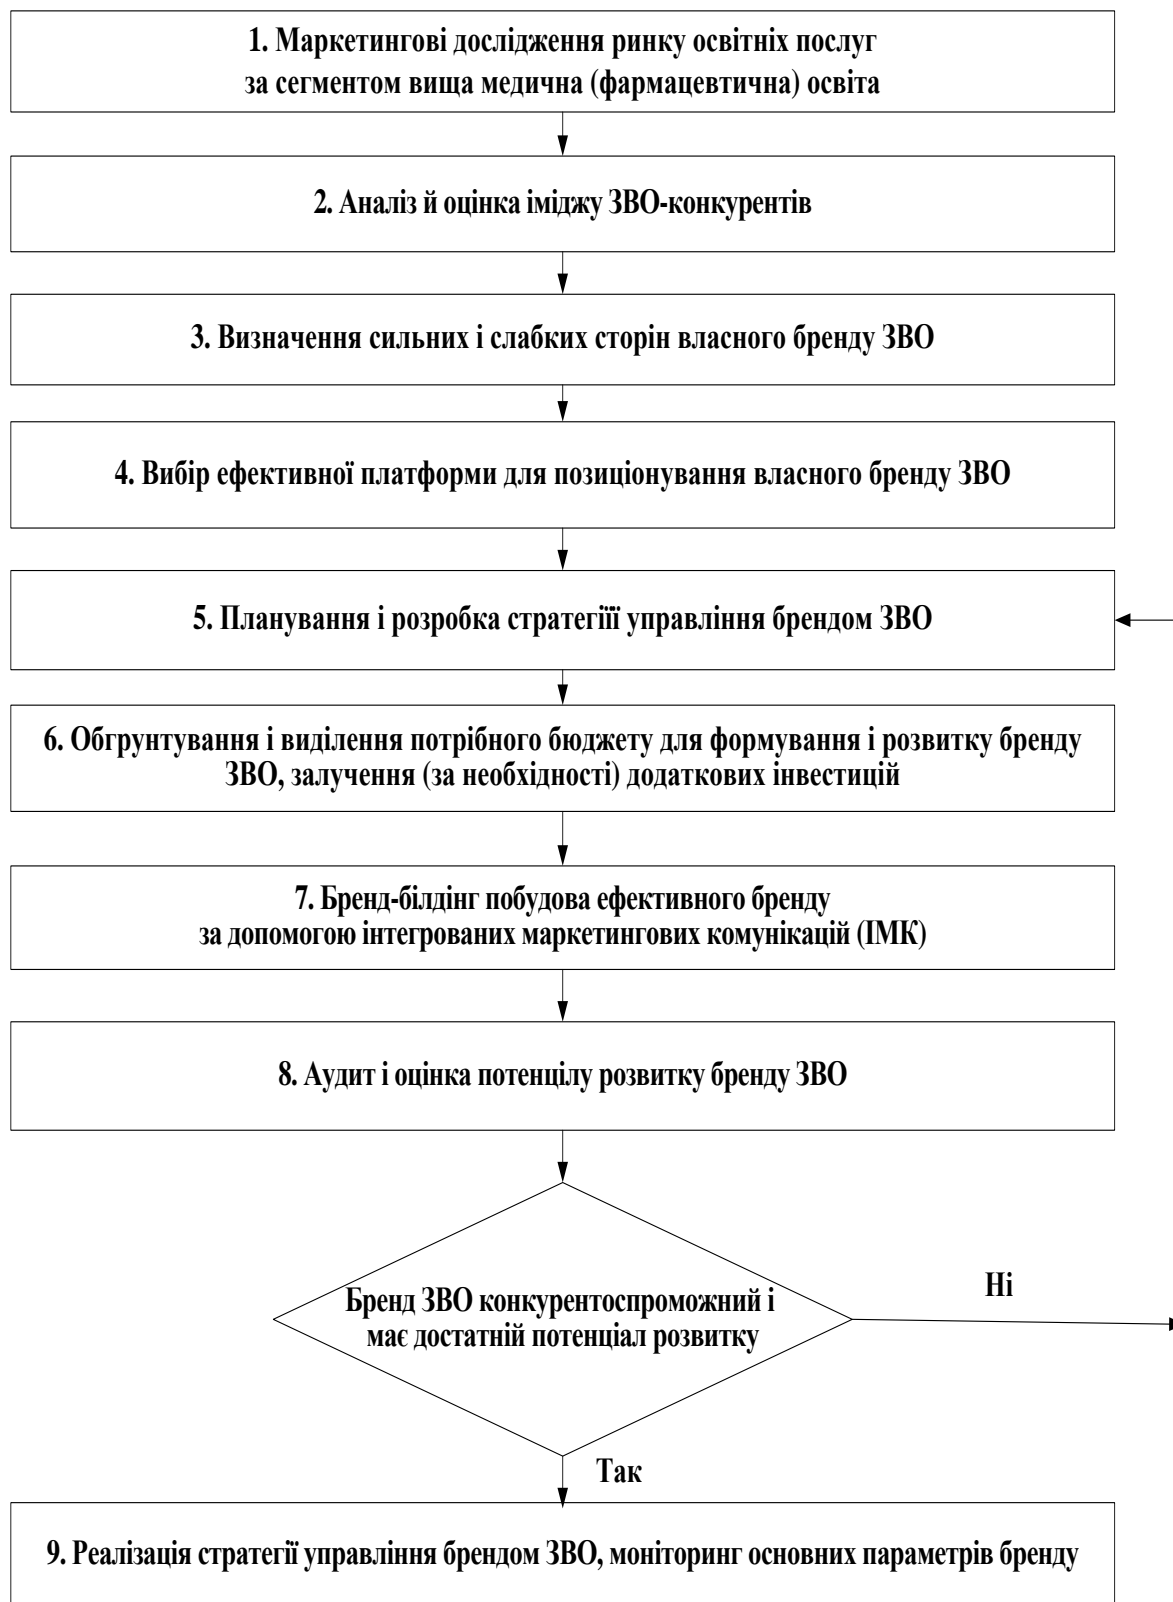 1. Маркетингові дослідження ринку освітніх послуг
за сегментом вища медична (фармацевтична) освіта
2. Аналіз й оцінка іміджу ЗВО-конкурентів
3. Визначення сильних і слабких сторін власного бренду ЗВО
4. Вибір ефективної платформи для позиціонування власного бренду ЗВО
5. Планування і розробка стратегіїї управління брендом ЗВО
6. Обгрунтування і виділення потрібного бюджету для формування і розвитку бренду
ЗВО, залучення (за необхідності) додаткових інвестицій
7. Бренд-білдінг побудова ефективного бренду
за допомогою інтегрованих маркетингових комунікацій (ІМК)
8. Аудит і оцінка потенцілу розвитку бренду ЗВО
Бренд ЗВО конкурентоспроможний і
має достатній потенціал розвитку
Ні
Так
9. Реалізація стратегії управління брендом ЗВО, моніторинг основних параметрів бренду